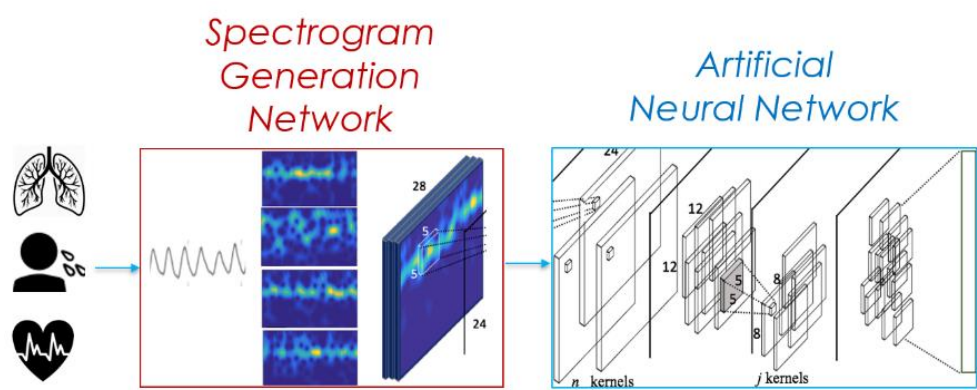 Spectrogram
Generation
Network
Artificial
Neural Network
28
5
5
24
24
12
12
5
5
8
8
n kernels
j kernels